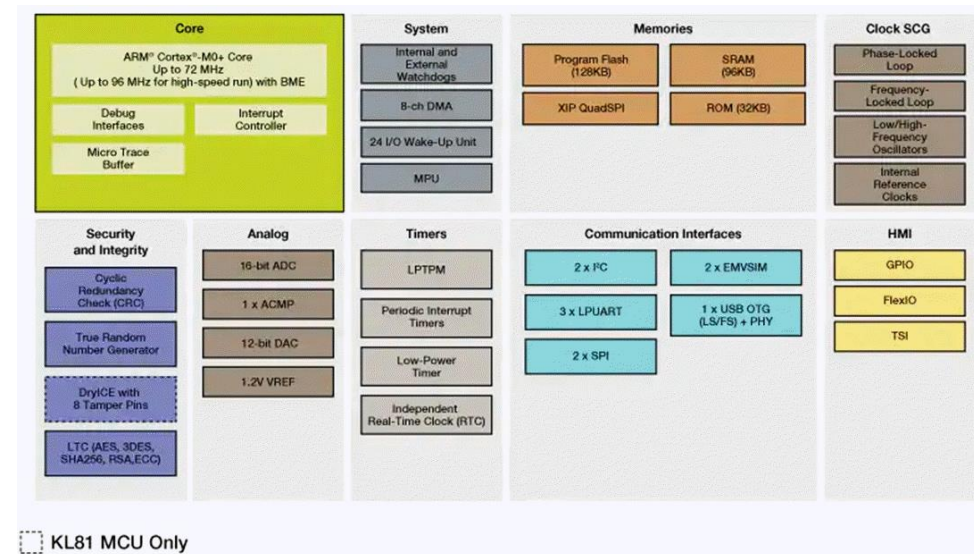 Core
ARM® Cortex®-M0+ Core
Up to 72 MHz
( Up to 96 MHz for high-speed run) with BME
Debug
Interfaces
Interrupt
Controller
Micro Trace
Buffer
System
Internal and
External
Watchdogs
8-ch DMA
24 I/O Wake-Up Unit
MPU
Memories
Program Flash
(128KB)
SRAM
(96KB)
XIP QuadSPI
ROM (32KB)
Clock SCG
Phase-Locked
Loop
Frequency-
Locked Loop
Low/High-
Frequency
Oscillators
Internal
Reference
Clocks
Security
and Integrity
Cyclic
Redundancy
Check (CRC)
True Random
Number Generator
DryICE with
8 Tamper Pins
LTC (AES, 3DES,
SHA256, RSA,ECC)
Analog
16-bit ADC
1 x ACMP
12-bit DAC
1.2V VREF
Timers
LPTPM
Periodic Interrupt
Timers
Low-Power
Timer
Independent
Real-Time Clock (RTC)
Communication Interfaces
2 x I²C
2 x EMVSIM
3 x LPUART
1 x USB OTG
(LS/FS) + PHY
2 x SPI
HMI
GPIO
FlexIO
TSI
KL81 MCU Only